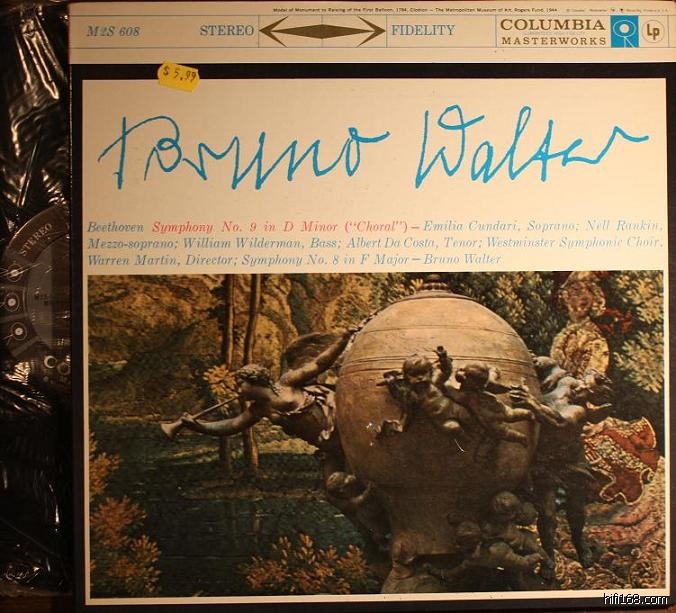 Model of Monument to Raising of the First Balloon, 1784, Clodion — The Metropolitan Museum of Art, Rogers Fund, 1944
M2S 608 STEREO FIDELITY COLUMBIA Lp
MASTERWORKS
$5.99
Bruno Walter
Beethoven Symphony No. 9 in D Minor ("Choral") – Emilia Cundari, Soprano; Nell Rankin,
Mezzo-soprano; William Wilderman, Bass; Albert Da Costa, Tenor; Westminster Symphonic Choir,
Warren Martin, Director; Symphony No. 8 in F Major – Bruno Walter
STEREO
hifi168.com